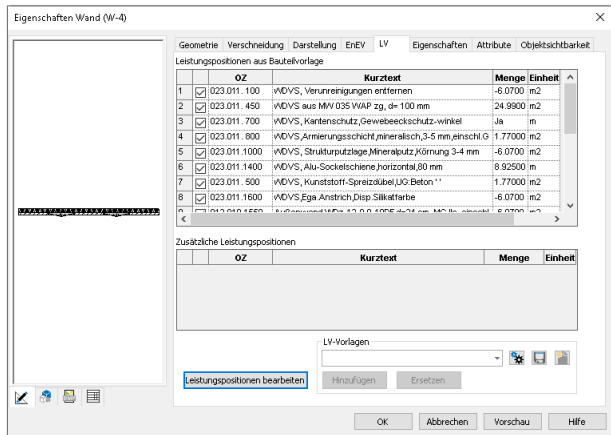 Eigenschaften Wand (W-4)
Geometrie Verschneidung Darstellung EnEV LV Eigenschaften Attribute Objektsichtbarkeit
Leistungspositionen aus Bauteilvorlage
OZ Kurztext Menge Einheit
1 023.011. 100 WDVS, Verunreinigungen entfernen -6.0700 m2
2 023.011. 450 WDVS aus MW 035 WAP zg, d= 100 mm 24.9900 m2
3 023.011. 700 WDVS, Kantenschutz,Gewebeeckschutz-winkel Ja m
4 023.011. 800 WDVS,Armierungsschicht,mineralisch,3-5 mm,einschl.G 1.77000 m2
5 023.011.1000 WDVS, Strukturputzlage,Mineralputz,Körnung 3-4 mm -6.0700 m2
6 023.011.1400 WDVS, Alu-Sockelschiene,horizontal,80 mm 8.92500 m
7 023.011. 500 WDVS, Kunststoff-Spreizdübel,UG:Beton ' ' 1.77000 m2
8 023.011.1600 WDVS,Ega.Anstrich,Disp.Silikatfarbe -6.0700 m2
Zusätzliche Leistungspositionen
OZ Kurztext Menge Einheit
LV-Vorlagen
Leistungspositionen bearbeiten Hinzufügen Ersetzen
OK Abbrechen Vorschau Hilfe